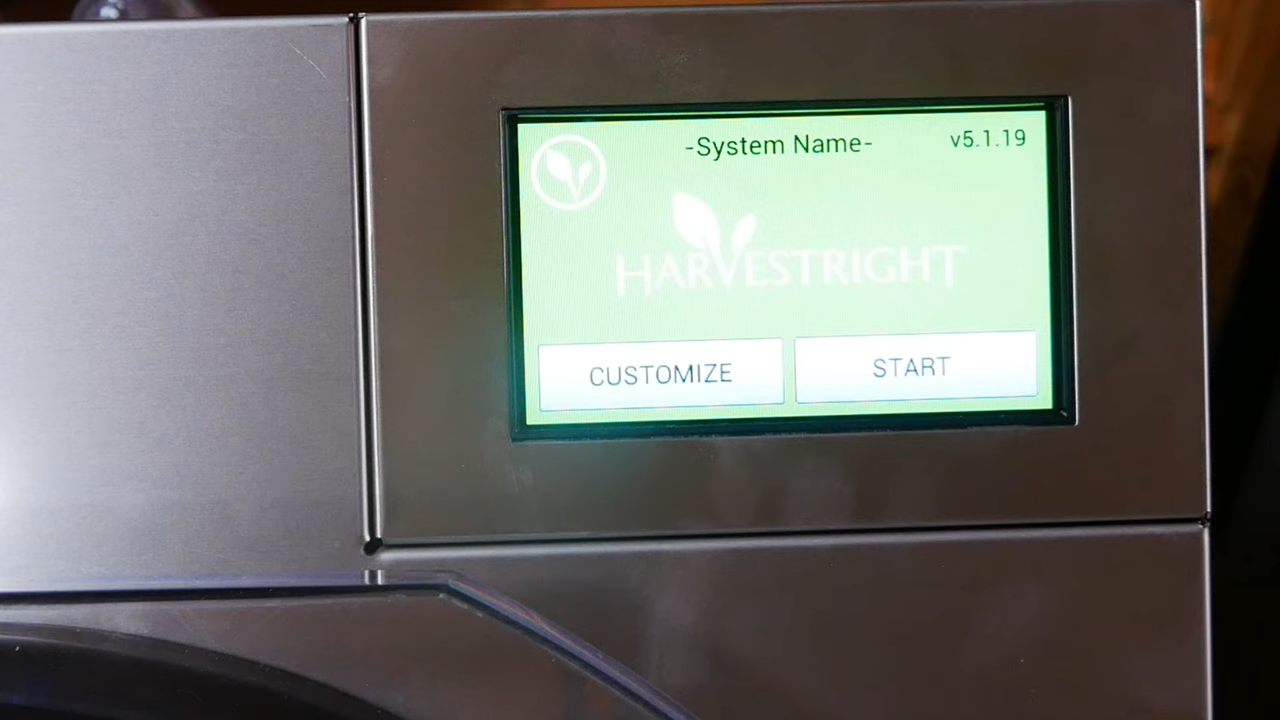 -System Name-
v5.1.19
HARVESTRIGHT
CUSTOMIZE
START